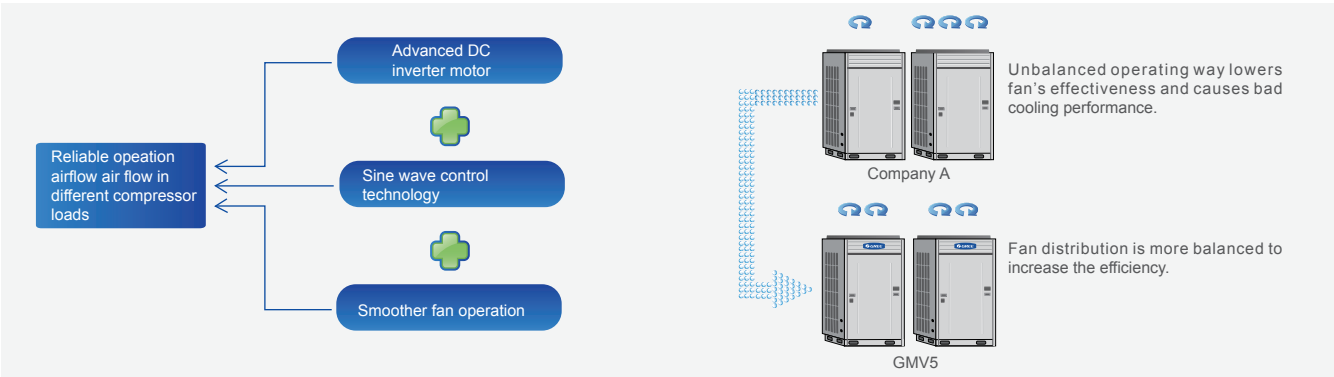 Advanced DC
inverter motor
Reliable opeation
airflow air flow in
different compressor
loads
Sine wave control
technology
Smoother fan operation
Unbalanced operating way lowers
fan's effectiveness and causes bad
cooling performance.
Company A
GREE
GREE
Fan distribution is more balanced to
increase the efficiency.
GMV5